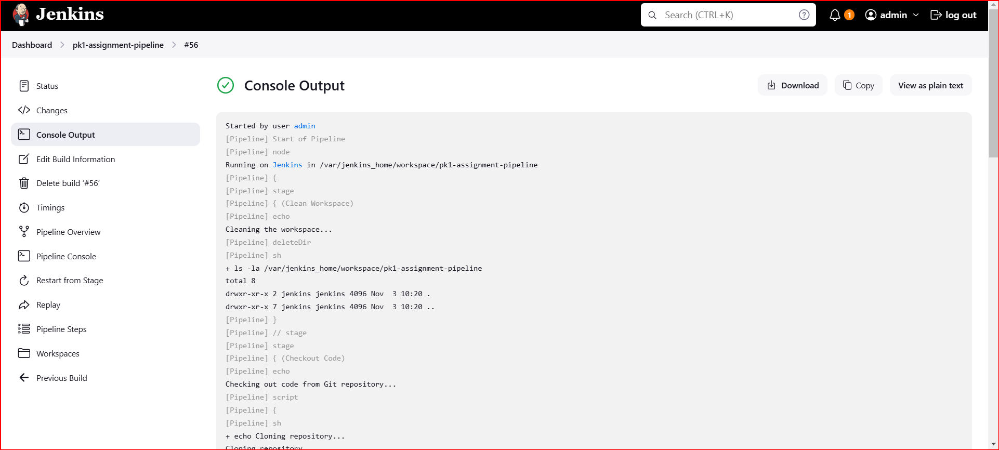 Jenkins
Search (CTRL+K)
1
admin
log out
Dashboard
pk1-assignment-pipeline
#56
Status
Changes
Console Output
Edit Build Information
Delete build ‘#56’
Timings
Pipeline Overview
Pipeline Console
Restart from Stage
Replay
Pipeline Steps
Workspaces
Previous Build
Console Output
Download
Copy
View as plain text
Started by user admin
[Pipeline] Start of Pipeline
[Pipeline] node
Running on Jenkins in /var/jenkins_home/workspace/pk1-assignment-pipeline
[Pipeline] {
[Pipeline] stage
[Pipeline] { (Clean Workspace)
[Pipeline] echo
Cleaning the workspace...
[Pipeline] deleteDir
[Pipeline] sh
+ ls -la /var/jenkins_home/workspace/pk1-assignment-pipeline
total 8
drwxr-xr-x 2 jenkins jenkins 4096 Nov  3 10:20 .
drwxr-xr-x 7 jenkins jenkins 4096 Nov  3 10:20 ..
[Pipeline] }
[Pipeline] // stage
[Pipeline] stage
[Pipeline] { (Checkout Code)
[Pipeline] echo
Checking out code from Git repository...
[Pipeline] script
[Pipeline] {
[Pipeline] sh
+ echo Cloning repository...
Cloning repository